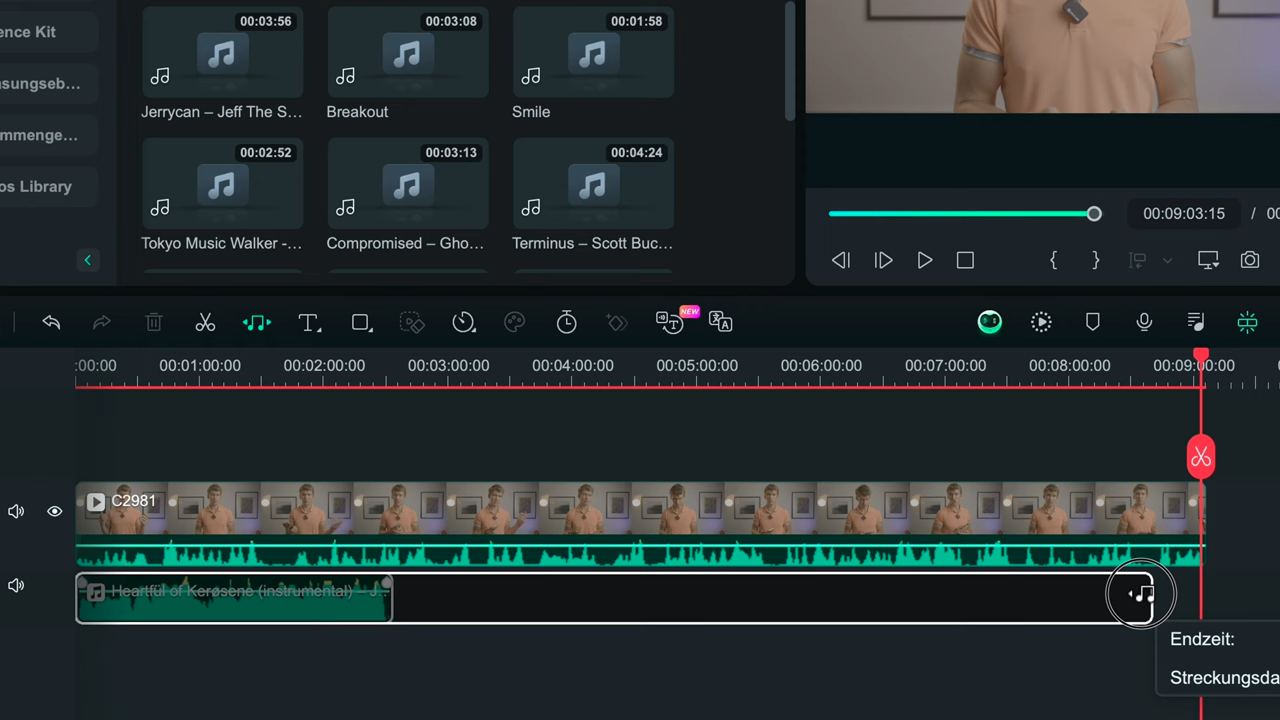 ence Kit
asungseb...
mmenge...
os Library
00:03:56
00:03:08
00:01:58
Jerrycan – Jeff The S...
Breakout
Smile
00:02:52
00:03:13
00:04:24
Tokyo Music Walker -...
Compromised – Gho...
Terminus – Scott Buc...
00:09:03:15 / 00
NEW
:00:00 00:01:00:00 00:02:00:00 00:03:00:00 00:04:00:00 00:05:00:00 00:06:00:00 00:07:00:00 00:08:00:00 00:09:00:00
C2981
Heartful of Kerøsene (instrumental) – J...
Endzeit:
Streckungsda